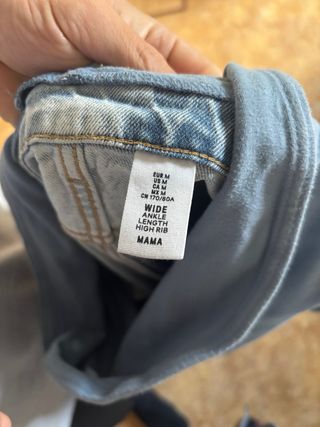 EUR M
US M
CA M
MX M
CN 170/80A
WIDE
ANKLE
LENGTH
HIGH RIB
MAMA